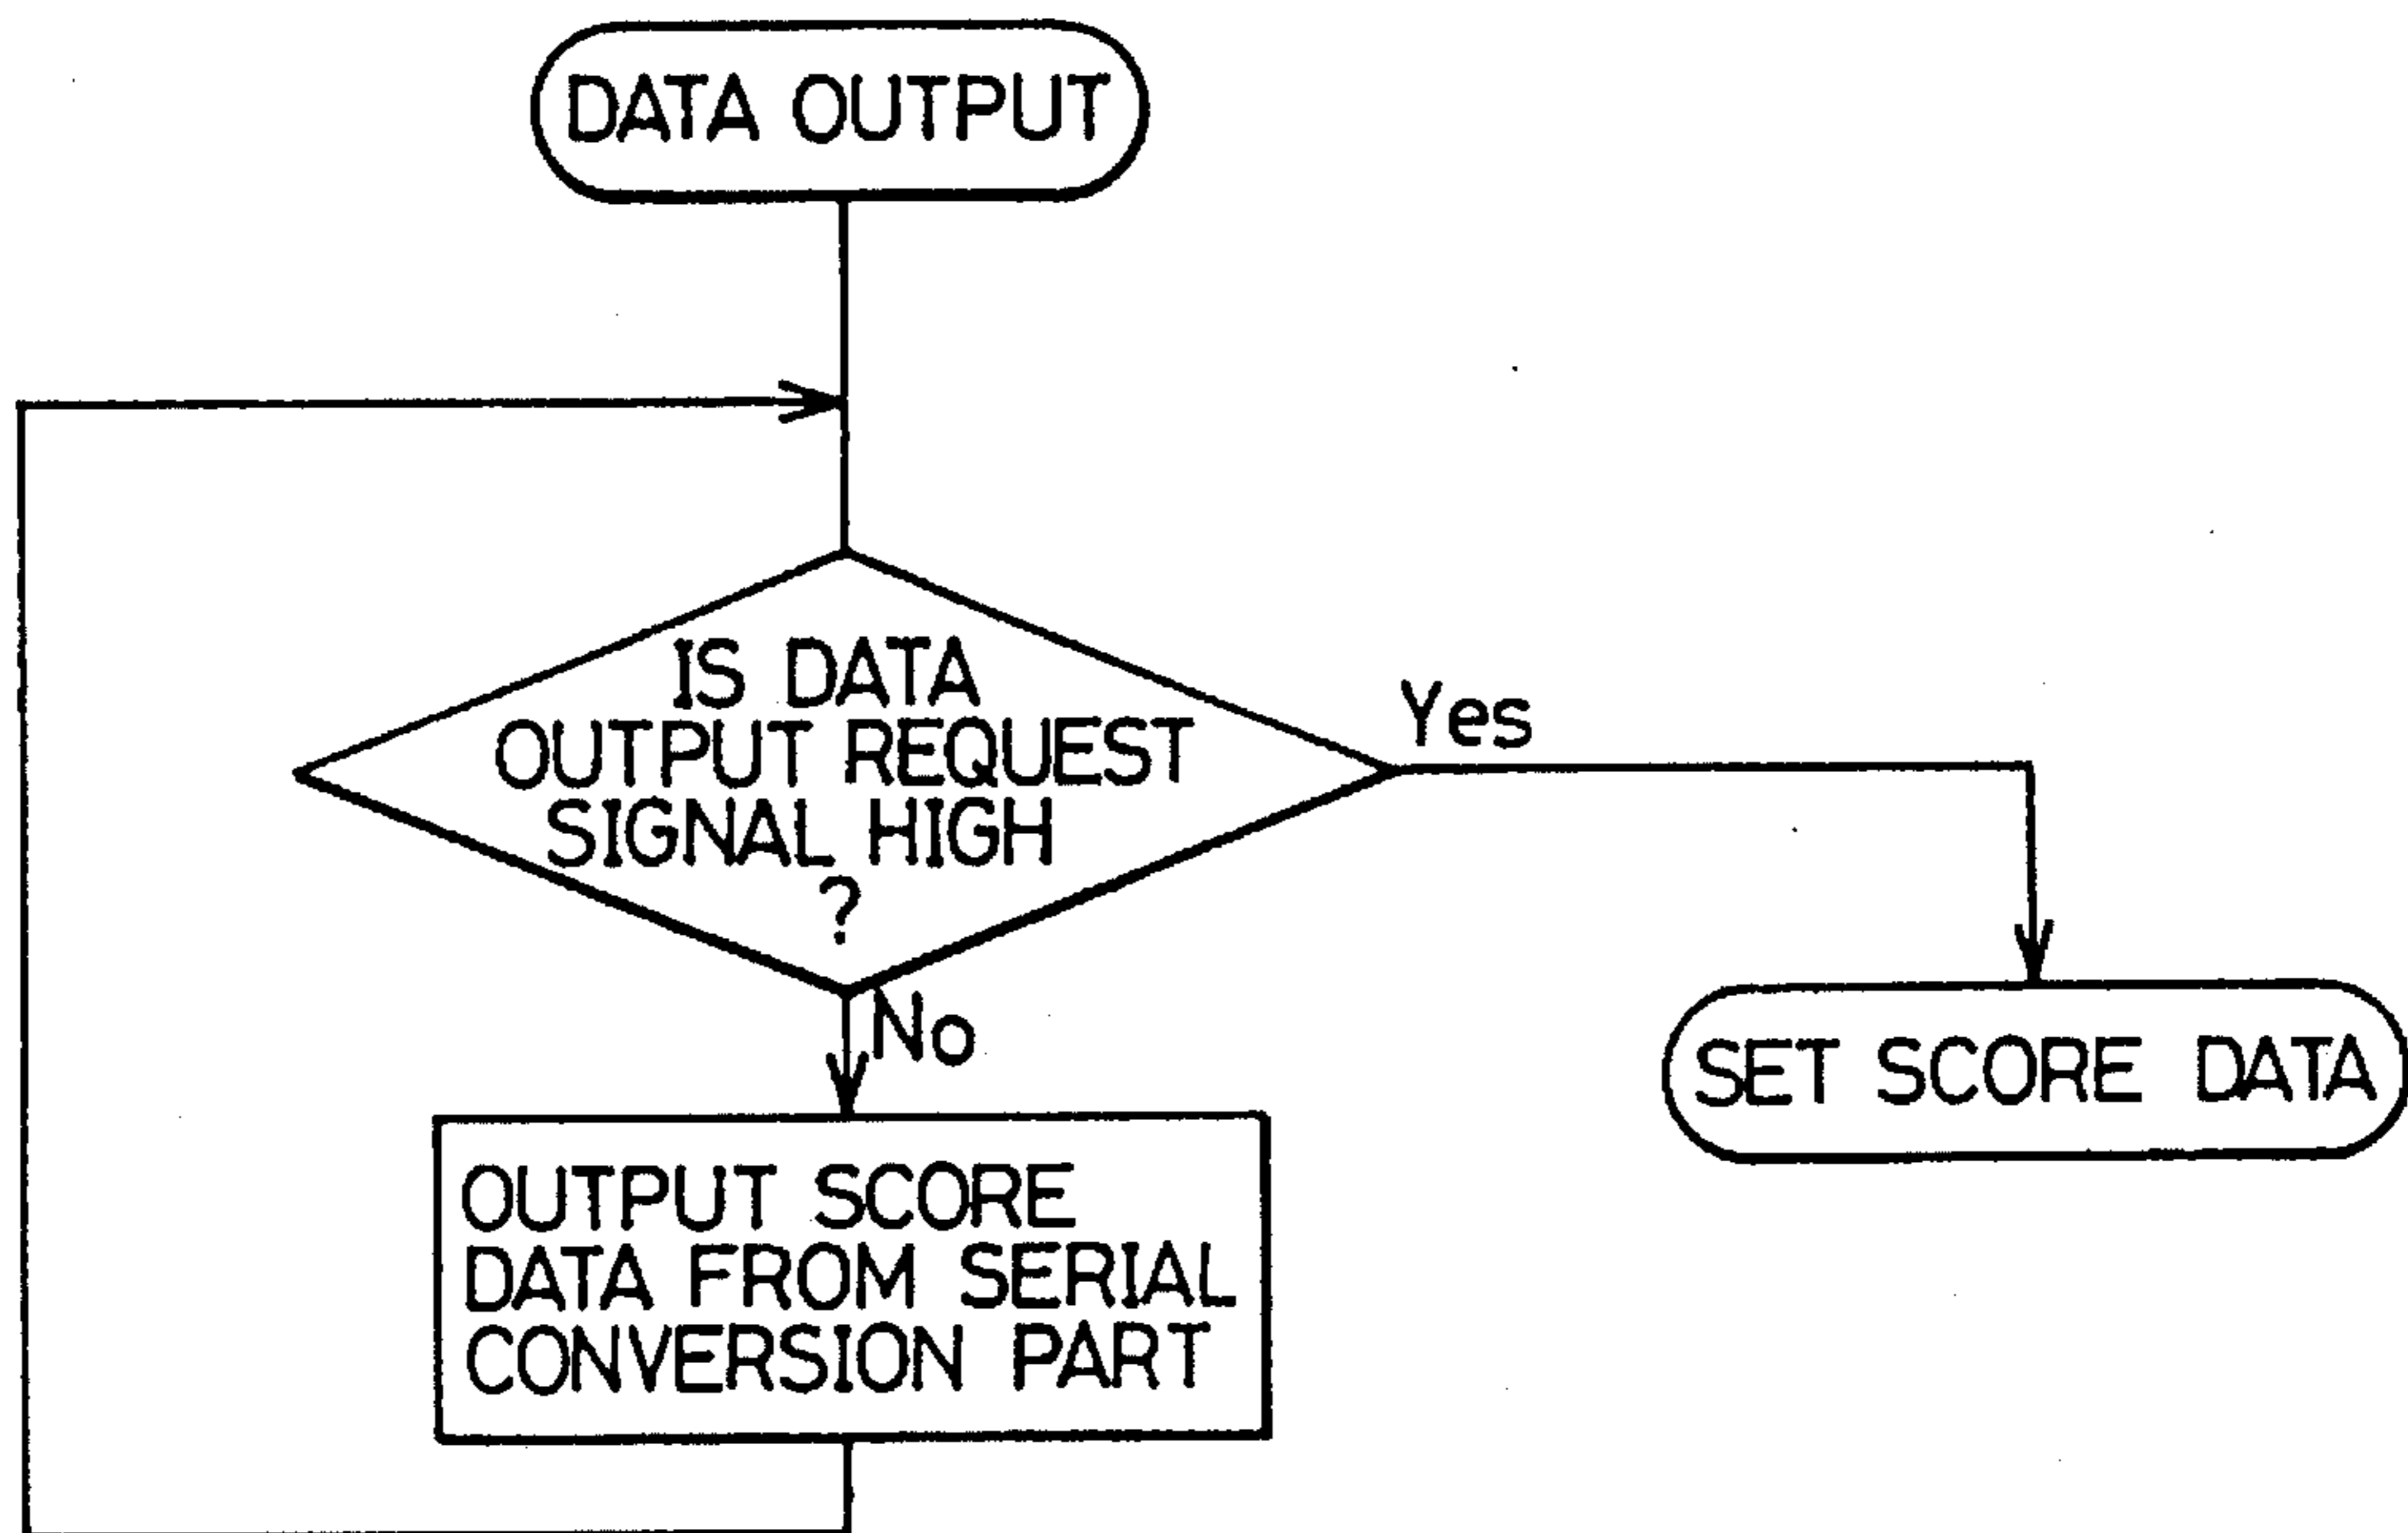 DATA OUTPUT
IS DATA
OUTPUT REQUEST
SIGNAL HIGH
?
Yes
No
SET SCORE DATA
OUTPUT SCORE
DATA FROM SERIAL
CONVERSION PART